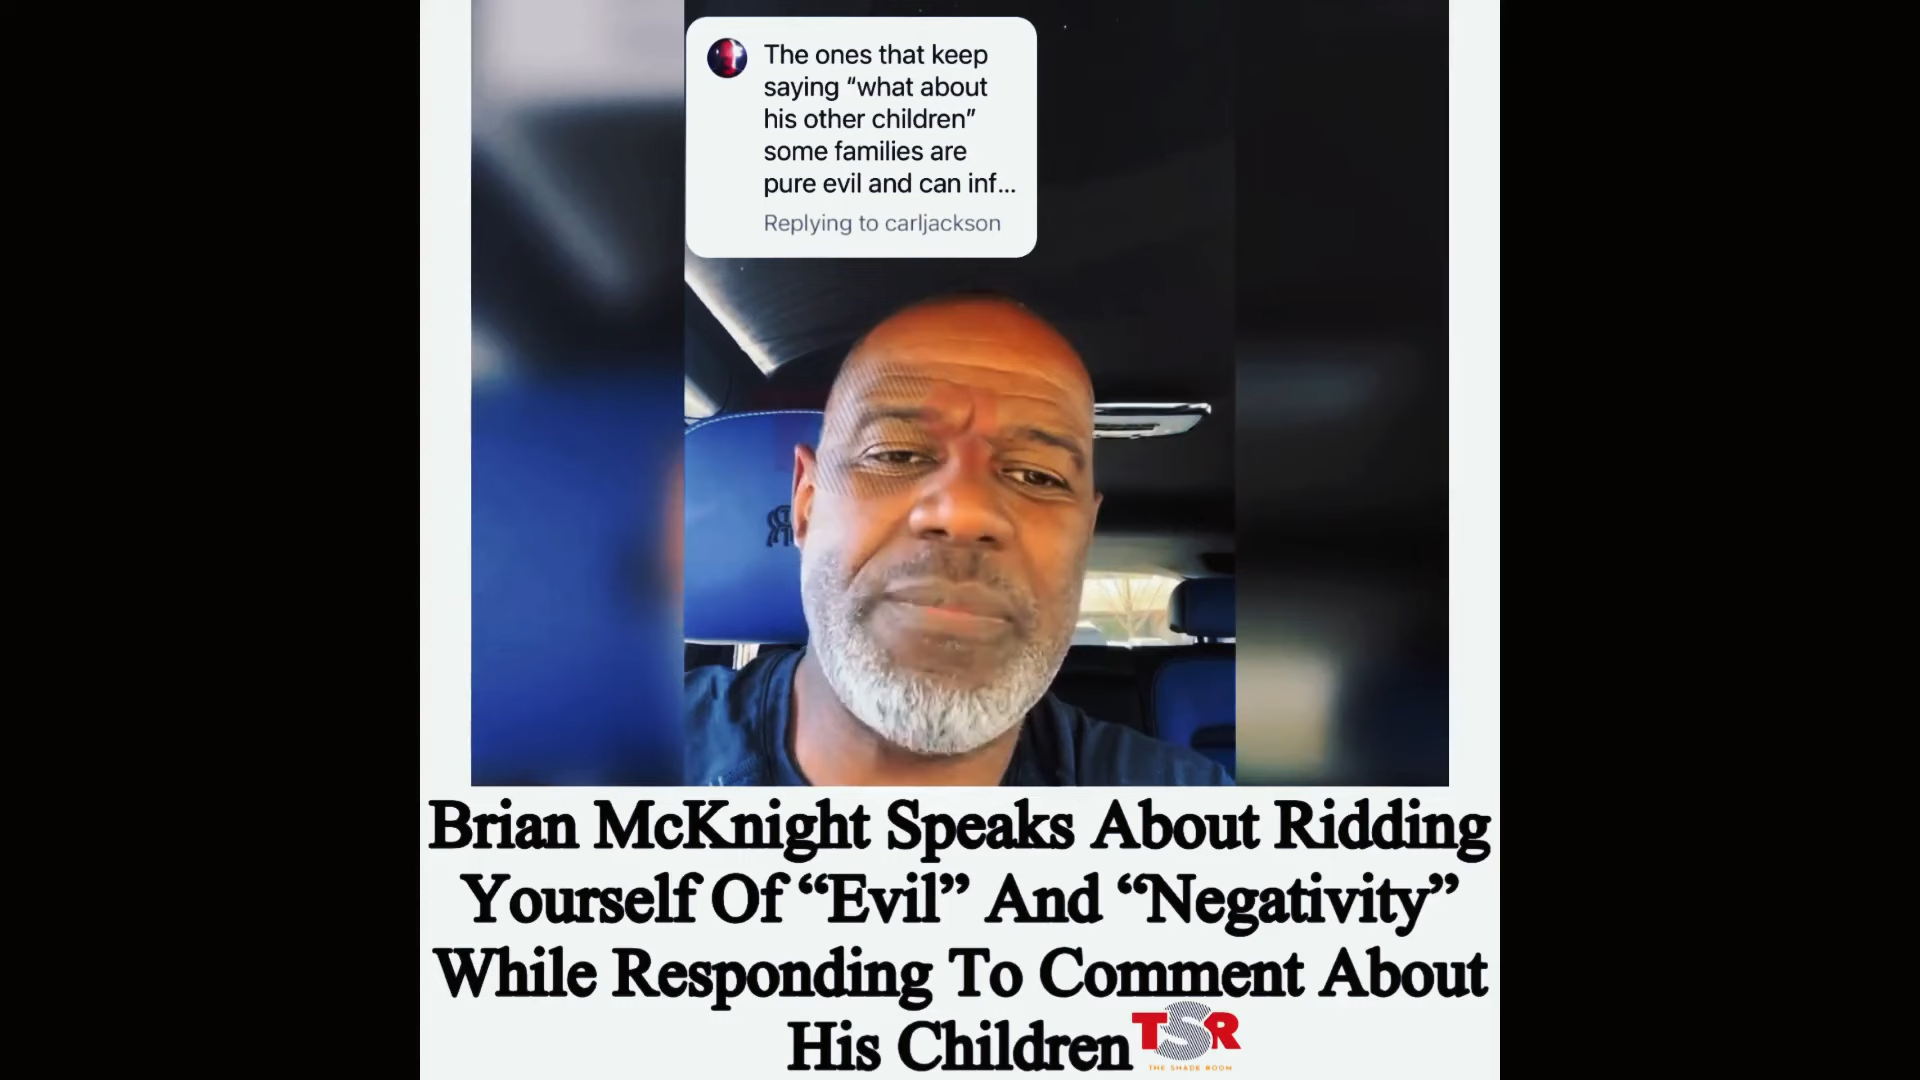 The ones that keep
saying “what about
his other children”
some families are
pure evil and can inf...
Replying to carljackson
RR
Brian McKnight Speaks About Ridding
Yourself Of “Evil” And “Negativity”
While Responding To Comment About
His Children
TSR
THE SHADE ROOM